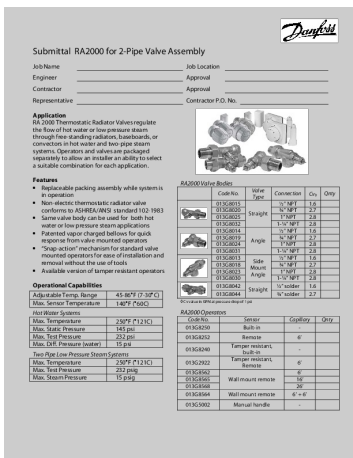 Danfoss
Submittal RA2000 for 2-Pipe Valve Assembly
Job Name
Job Location
Engineer
Approval
Contractor
Approval
Representative
Contractor P.O. No.
Application
RA 2000 Thermostatic Radiator Valves regulate
the flow of hot water or low pressure steam
through free-standing radiators, baseboards, or
convectors in hot water and two-pipe steam
systems. Operators and valves are packaged
separately to allow an installer an ability to select
a suitable combination for each application.
Features
• Replaceable packing assembly while system is
in operation
• Non-electric thermostatic radiator valve
conforms to ASHREA/ANSI standard 102-1983
• Same valve body can be used for both hot
water or low pressure steam applications
• Patented vapor charged bellows for quick
response from valve mounted operators
• "Snap-action" mechanism for standard valve
mounted operators for ease of installation and
removal without the use of tools
• Available version of tamper resistant operators
Operational Capabilities
Adjustable Temp. Range 45-86°F (7-30°C)
Max. Sensor Temperature 140°F (*60C)
Hot Water Systems
Max. Temperature 250°F (*121C)
Max. Static Pressure 145 psi
Max. Test Pressure 232 psi
Max. Diff. Pressure (water) 15 psi
Two Pipe Low Pressure Steam Systems
Max. Temperature 250°F (*121C)
Max. Test Pressure 232 psig
Max. Steam Pressure 15 psig
RA2000 Valve Bodies
Code No. Valve Type Connection Cv① Qnty
013G8015 Straight ½" NPT 1.6
013G8020 ¾" NPT 2.7
013G8025 1" NPT 2.8
013G8032 1-¼" NPT 2.8
013G8014 Angle ½" NPT 1.6
013G8019 ¾" NPT 2.7
013G8024 1" NPT 2.8
013G8031 1-¼" NPT 2.8
013G8013 Side Mount Angle ½" NPT 1.6
013G8018 ¾" NPT 2.7
013G8023 1" NPT 2.8
013G8030 1-¼" NPT 2.8
013G8042 Straight ½" solder 1.6
013G8044 ¾" solder 2.7
RA2000 Operators
Code No. Sensor Capillary Qnty
013G8250 Built-in -
013G8252 Remote 6'
013G8240 Tamper resistant, built-in -
013G2922 Tamper resistant, remote 6'
013G8562 Wall mount remote 6'
013G8565 16'
013G8568 26'
013G8564 Wall mount remote 6' + 6'
013G5002 Manual handle -